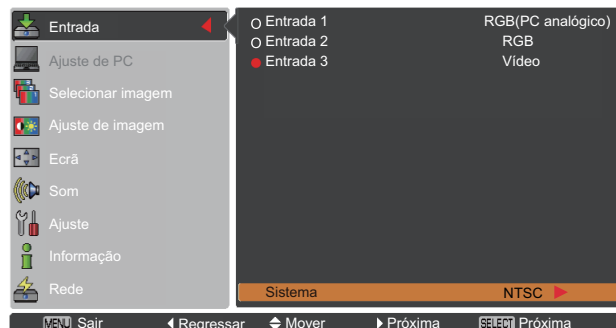 Entrada
Ajuste de PC
Selecionar imagem
Ajuste de imagem
Ecrã
Som
Ajuste
Informação
Rede
Entrada 1 RGB(PC analógico)
Entrada 2 RGB
Entrada 3 Vídeo
Sistema NTSC
MENU Sair Regressar Mover Próxima SELECT Próxima